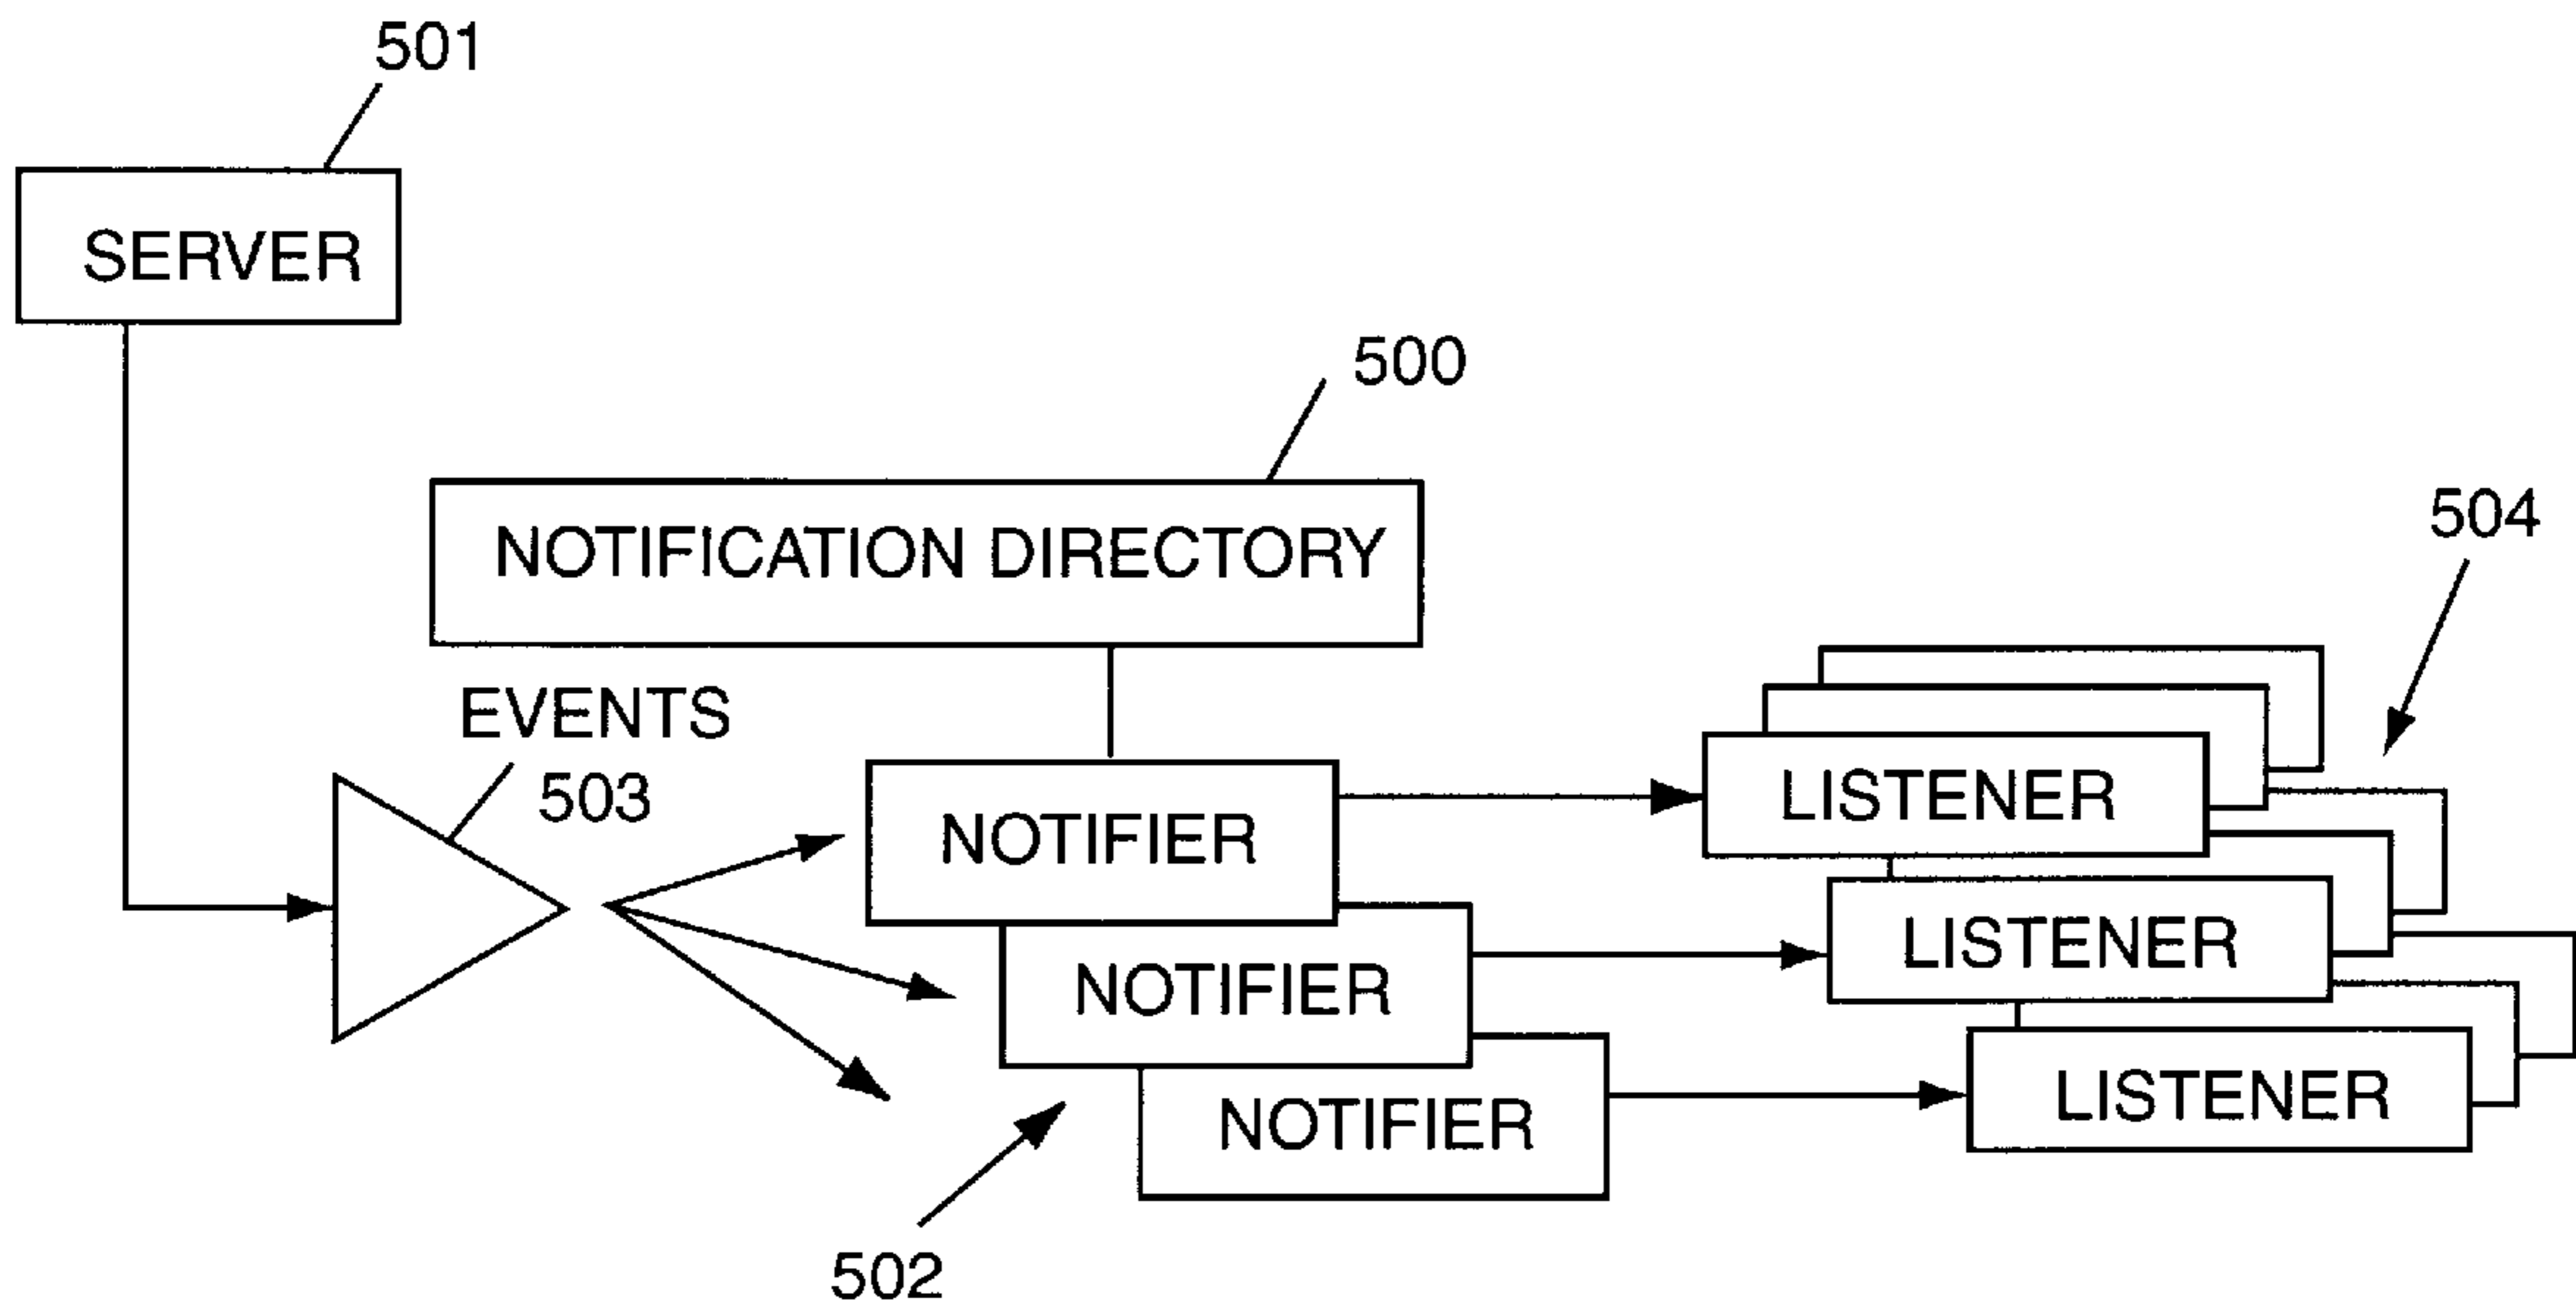 501
SERVER
500
NOTIFICATION DIRECTORY
504
EVENTS
503
LISTENER
NOTIFIER
LISTENER
NOTIFIER
LISTENER
NOTIFIER
502